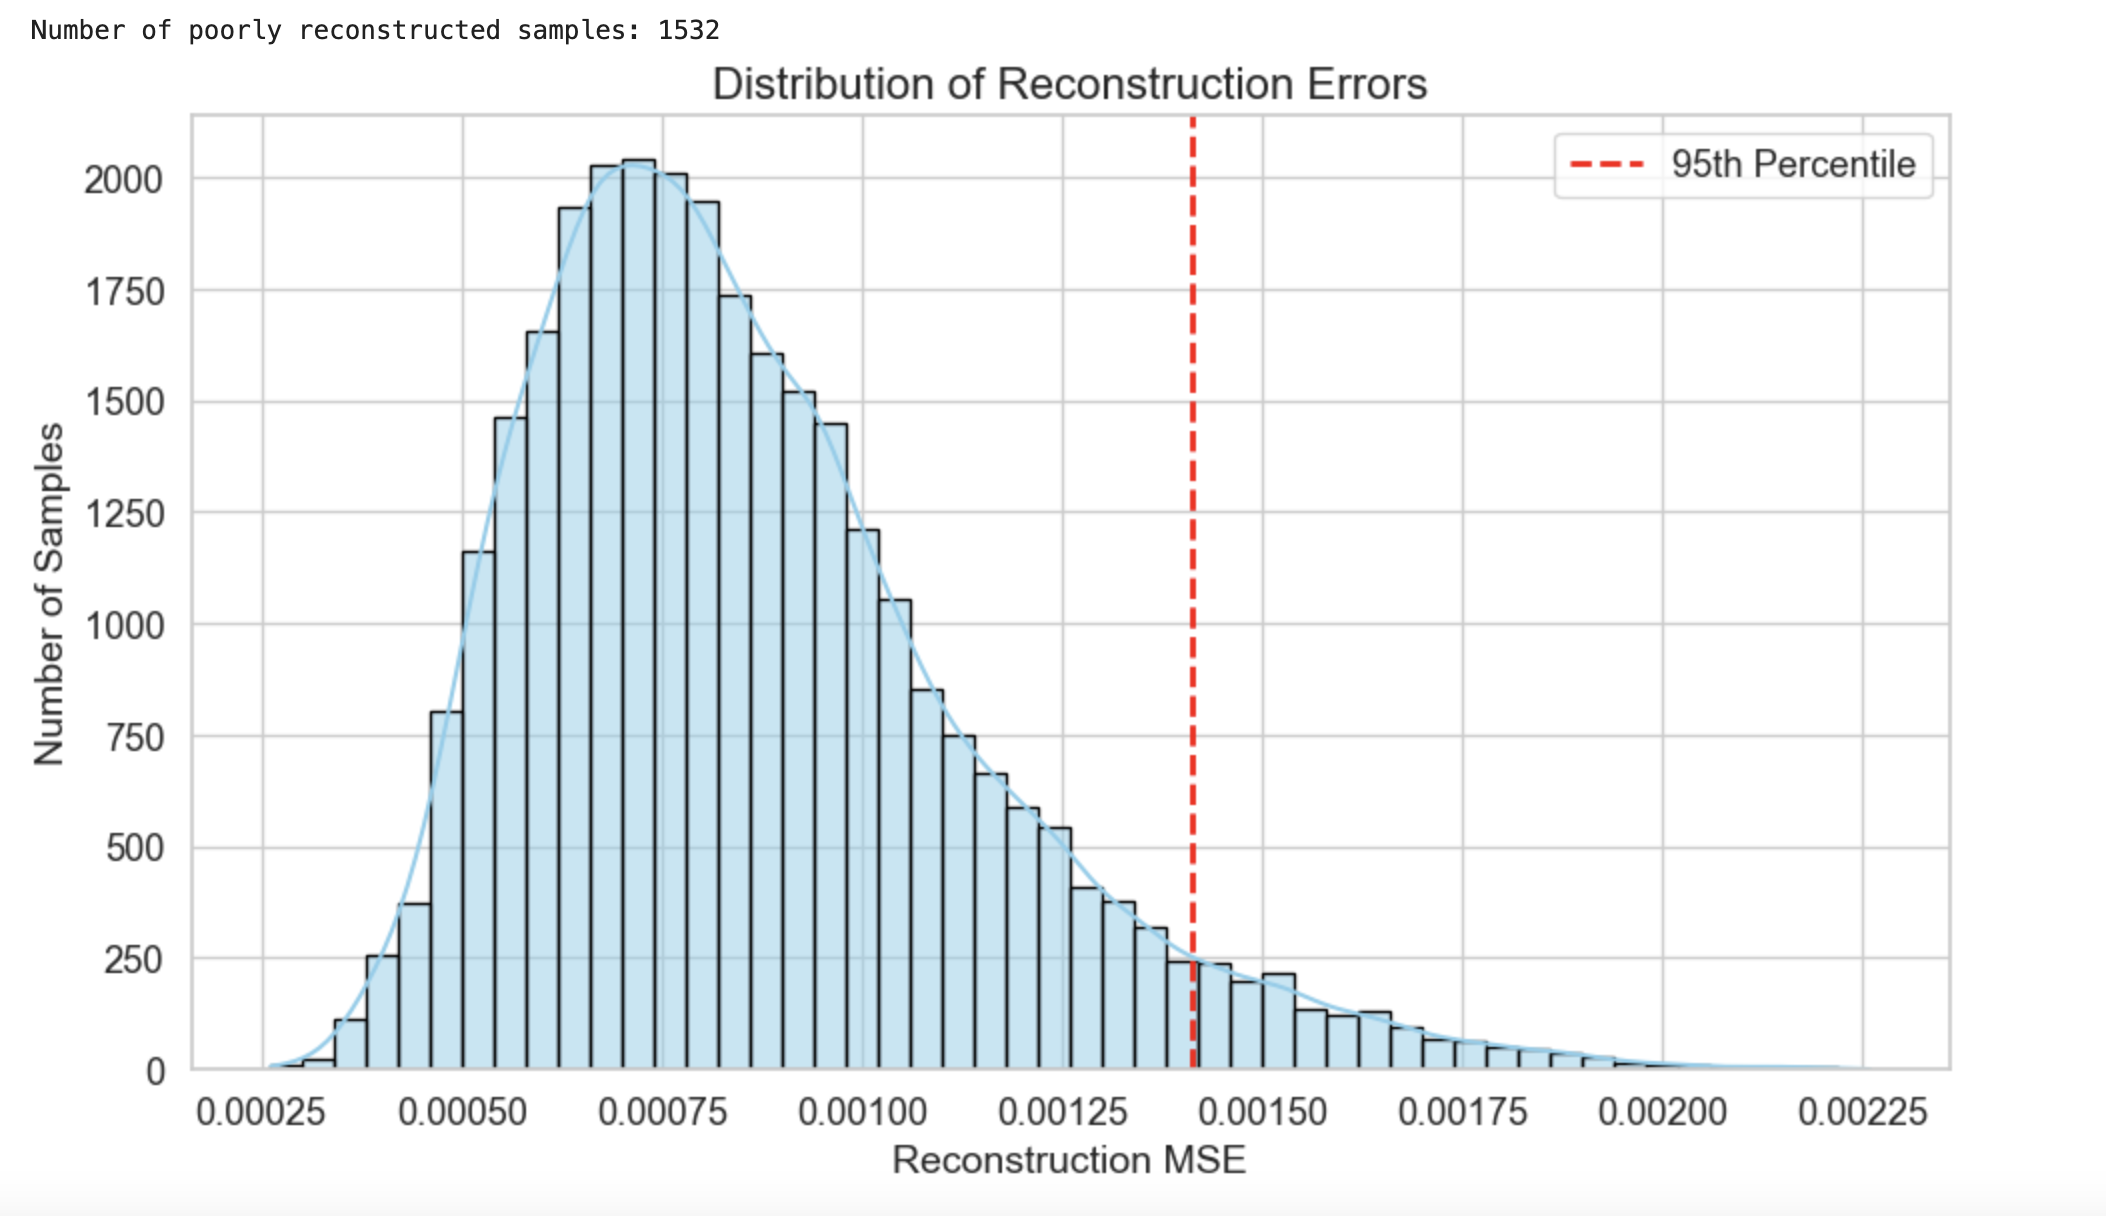 Number of poorly reconstructed samples: 1532
Distribution of Reconstruction Errors
95th Percentile
2000
1750
1500
1250
1000
750
500
250
0
Number of Samples
0.00025 0.00050 0.00075 0.00100 0.00125 0.00150 0.00175 0.00200 0.00225
Reconstruction MSE